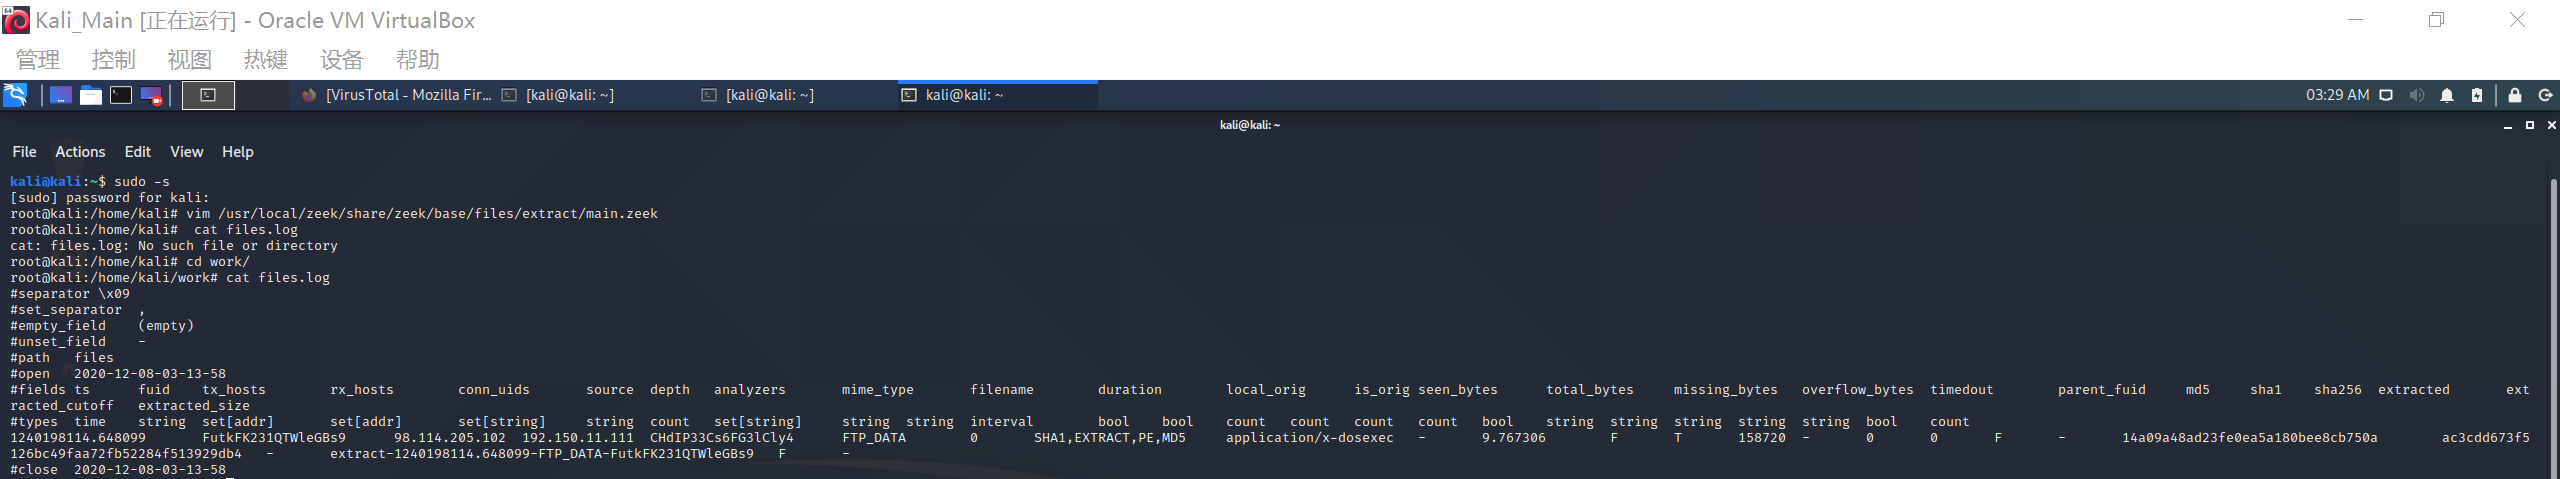 64
Kali_Main [正在运行] - Oracle VM VirtualBox
管理 控制 视图 热键 设备 帮助
[VirusTotal - Mozilla Fir... [kali@kali: ~] [kali@kali: ~] kali@kali: ~ 03:29 AM
kali@kali: ~
File Actions Edit View Help
kali@kali:~$ sudo -s
[sudo] password for kali:
root@kali:/home/kali# vim /usr/local/zeek/share/zeek/base/files/extract/main.zeek
root@kali:/home/kali#  cat files.log
cat: files.log: No such file or directory
root@kali:/home/kali# cd work/
root@kali:/home/kali/work# cat files.log
#separator \x09
#set_separator ,
#empty_field (empty)
#unset_field -
#path files
#open 2020-12-08-03-13-58
#fields ts fuid tx_hosts rx_hosts conn_uids source depth analyzers mime_type filename duration local_orig is_orig seen_bytes total_bytes missing_bytes overflow_bytes timedout parent_fuid md5 sha1 sha256 extracted ext
racted_cutoff extracted_size
#types time string set[addr] set[addr] set[string] string count set[string] string string interval bool bool count count count count bool string string string string string bool count
1240198114.648099 FutkFK231QTWleGBs9 98.114.205.102 192.150.11.111 CHdIP33Cs6FG3lCly4 FTP_DATA 0 SHA1,EXTRACT,PE,MD5 application/x-dosexec - 9.767306 F T 158720 - 0 0 F - 14a09a48ad23fe0ea5a180bee8cb750a ac3cdd673f5
126bc49faa72fb52284f513929db4 - extract-1240198114.648099-FTP_DATA-FutkFK231QTWleGBs9 F -
#close 2020-12-08-03-13-58